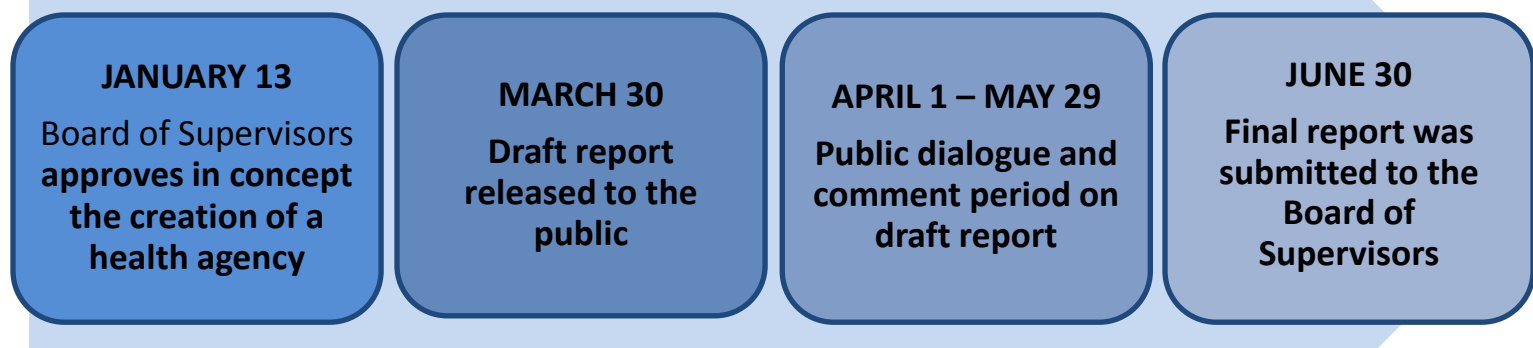 JANUARY 13
Board of Supervisors
approves in concept
the creation of a
health agency
MARCH 30
Draft report
released to the
public
APRIL 1 – MAY 29
Public dialogue and
comment period on
draft report
JUNE 30
Final report was
submitted to the
Board of
Supervisors